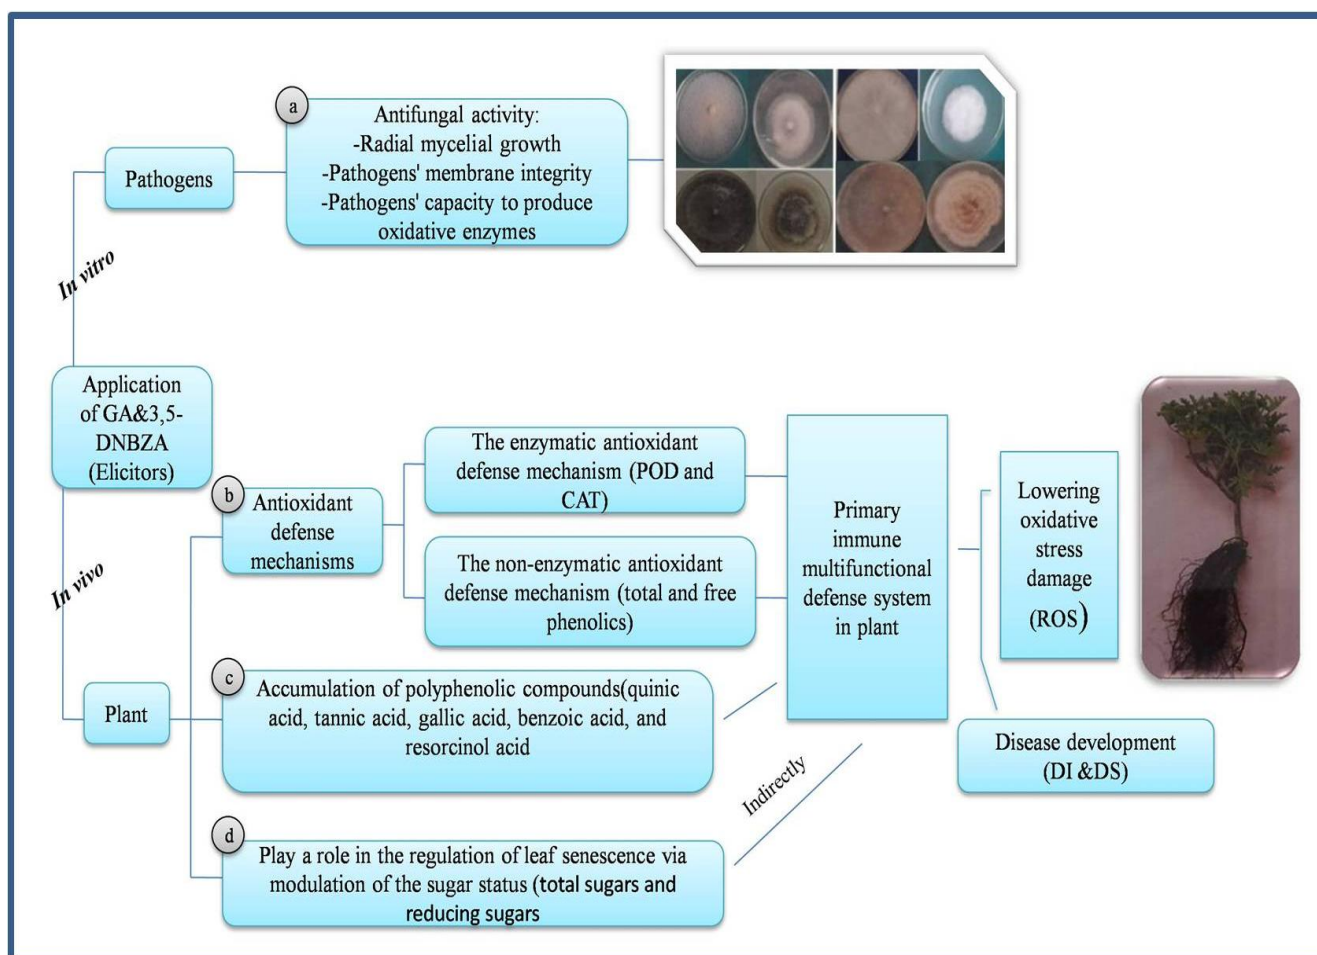 a
Antifungal activity:
-Radial mycelial growth
-Pathogens' membrane integrity
-Pathogens' capacity to produce
oxidative enzymes
Pathogens
In vitro
Application
of GA&3,5-
DNBZA
(Elicitors)
In vivo
Plant
b
Antioxidant
defense
mechanisms
The enzymatic antioxidant
defense mechanism (POD and
CAT)
The non-enzymatic antioxidant
defense mechanism (total and free
phenolics)
c
Accumulation of polyphenolic compounds(quinic
acid, tannic acid, gallic acid, benzoic acid, and
resorcinol acid
d
Play a role in the regulation of leaf senescence via
modulation of the sugar status (total sugars and
reducing sugars
Indirectly
Primary
immune
multifunctional
defense system
in plant
Lowering
oxidative
stress
damage
(ROS)
Disease development
(DI &DS)